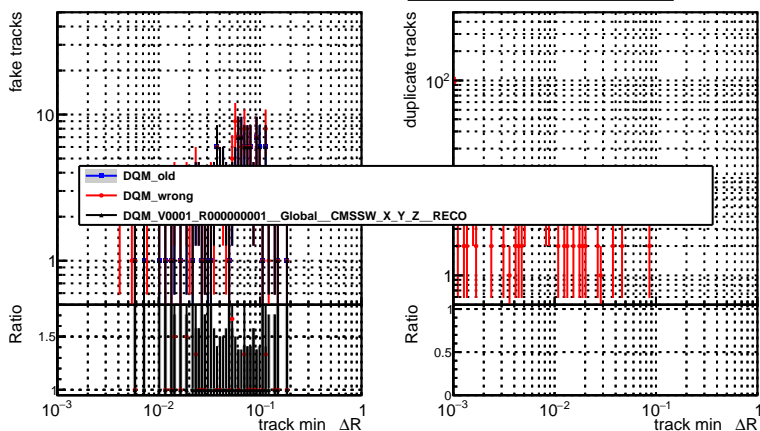 fake tracks
10
1
Ratio
1.5
1
10−3
10−2
10−1
1
track min ΔR
duplicate tracks
102
1
Ratio
1
0.5
0
10−3
10−2
10−1
1
track min ΔR
DQM_old
DQM_wrong
DQM_V0001_R000000001__Global__CMSSW_X_Y_Z__RECO